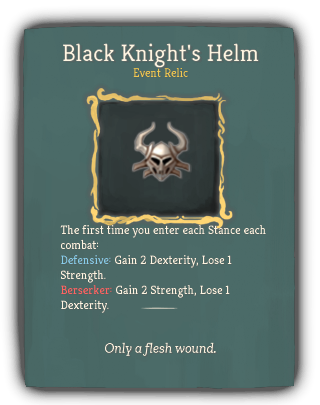 Black Knight's Helm
Event Relic
The first time you enter each Stance each
combat:
Defensive: Gain 2 Dexterity, Lose 1
Strength.
Berserker: Gain 2 Strength, Lose 1
Dexterity.
Only a flesh wound.